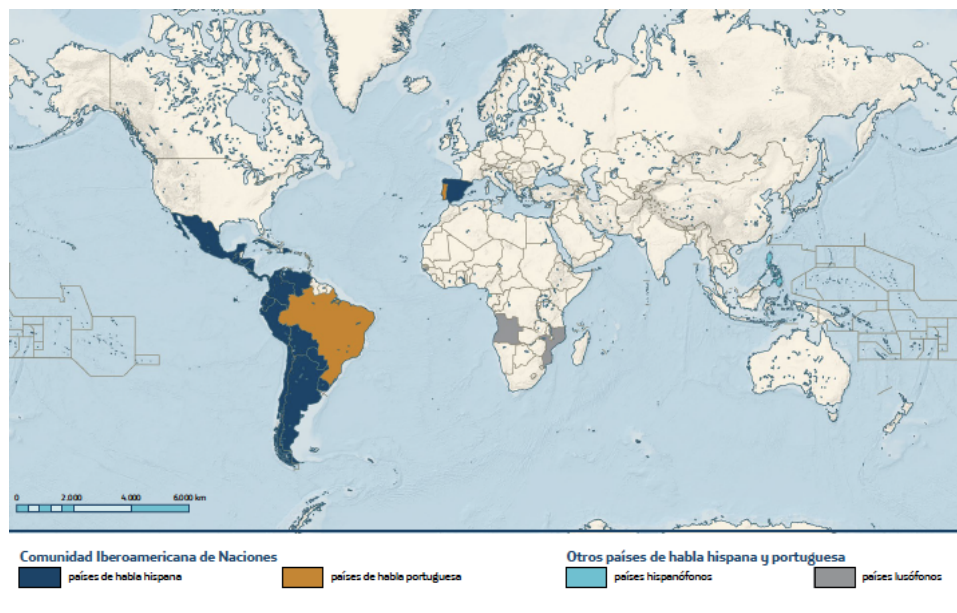 0 2.000 4.000 6.000 km
Comunidad Iberoamericana de Naciones
países de habla hispana
países de habla portuguesa
Otros países de habla hispana y portuguesa
países hispanófonos
países lusófonos